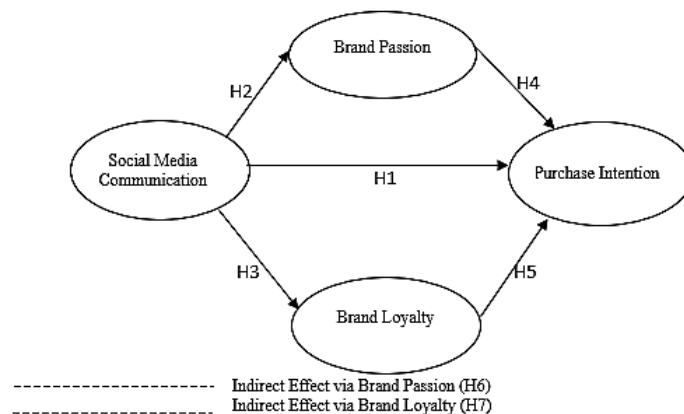 Brand Passion
H2
H4
Social Media
Communication
H1
Purchase Intention
H3
H5
Brand Loyalty
Indirect Effect via Brand Passion (H6)
Indirect Effect via Brand Loyalty (H7)